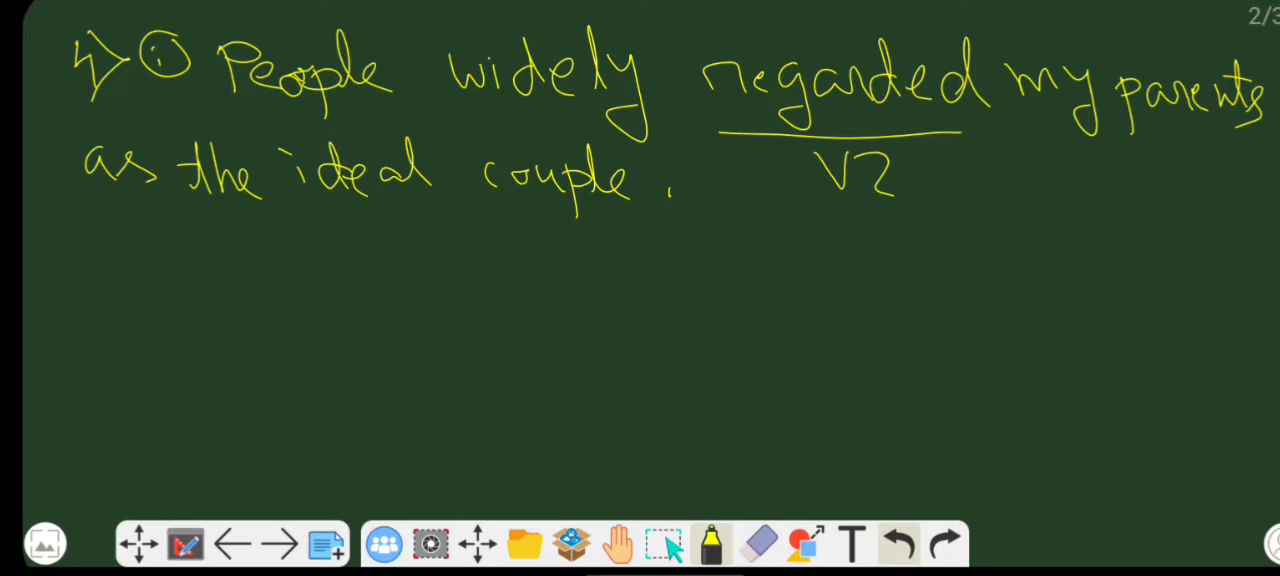 4) i People widely regarded my parents
as the ideal couple.
V2
2/3
T